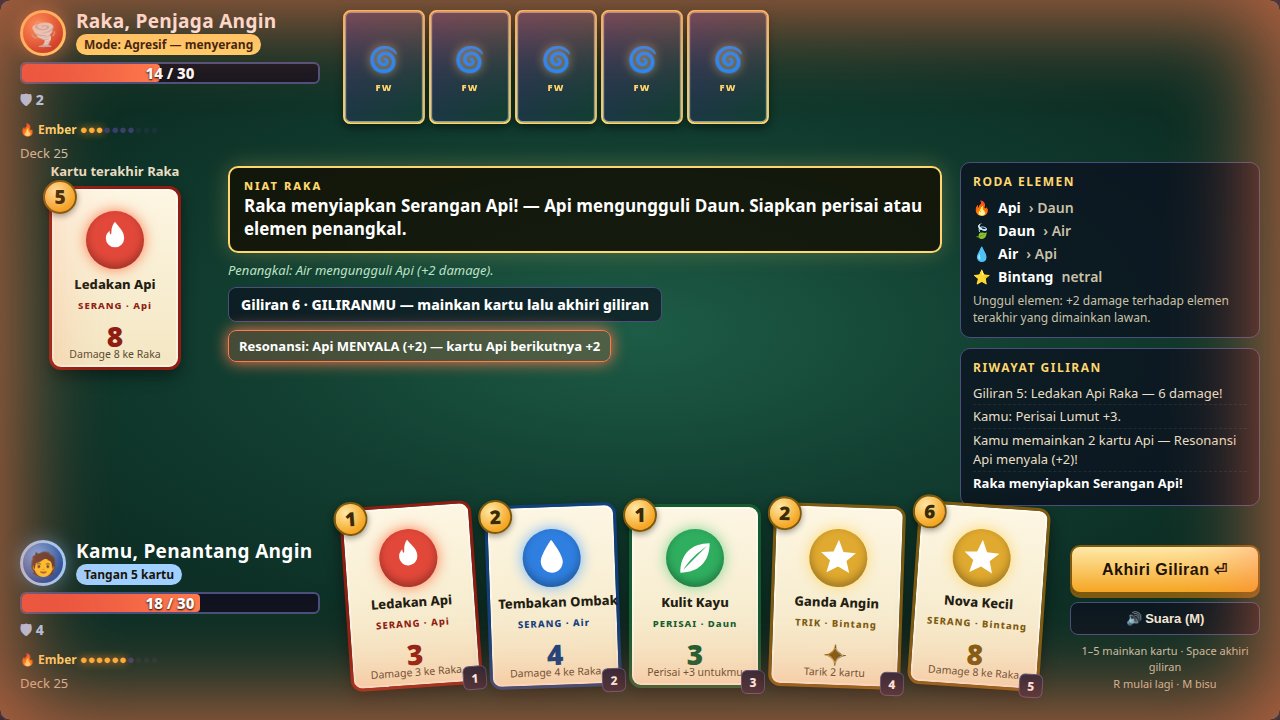 Raka, Penjaga Angin
Mode: Agresif — menyerang
14 / 30
2
Ember
Deck 25
FW
FW
FW
FW
FW
Kartu terakhir Raka
5
Ledakan Api
SERANG · Api
8
Damage 8 ke Raka
NIAT RAKA
Raka menyiapkan Serangan Api! — Api mengungguli Daun. Siapkan perisai atau
elemen penangkal.
Penangkal: Air mengungguli Api (+2 damage).
Giliran 6 · GILIRANMU — mainkan kartu lalu akhiri giliran
Resonansi: Api MENYALA (+2) — kartu Api berikutnya +2
RODA ELEMEN
Api › Daun
Daun › Air
Air › Api
Bintang netral
Unggul elemen: +2 damage terhadap elemen
terakhir yang dimainkan lawan.
RIWAYAT GILIRAN
Giliran 5: Ledakan Api Raka — 6 damage!
Kamu: Perisai Lumut +3.
Kamu memainkan 2 kartu Api — Resonansi
Api menyala (+2)!
Raka menyiapkan Serangan Api!
Kamu, Penantang Angin
Tangan 5 kartu
18 / 30
4
Ember
Deck 25
1
Ledakan Api
SERANG · Api
3
Damage 3 ke Raka
1
2
Tembakan Ombak
SERANG · Air
4
Damage 4 ke Raka
2
1
Kulit Kayu
PERISAI · Daun
3
Perisai +3 untukmu
3
2
Ganda Angin
TRIK · Bintang
Tarik 2 kartu
4
6
Nova Kecil
SERANG · Bintang
8
Damage 8 ke Raka
5
Akhiri Giliran ⏎
Suara (M)
1–5 mainkan kartu · Space akhiri
giliran
R mulai lagi · M bisu